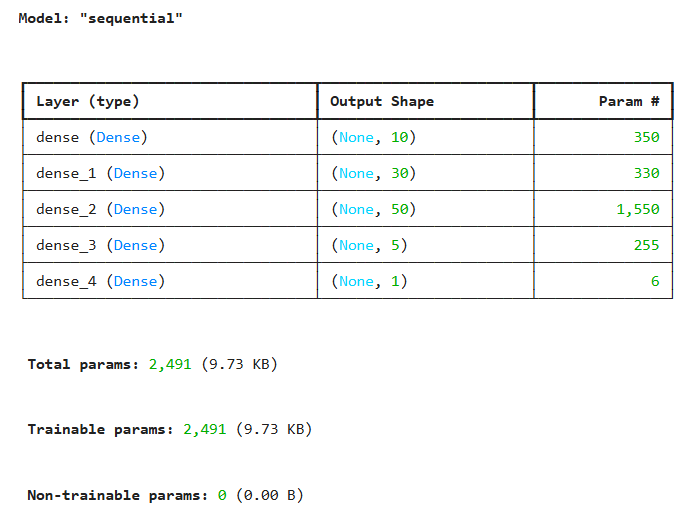 Model: "sequential"
Layer (type) Output Shape Param #
dense (Dense) (None, 10) 350
dense_1 (Dense) (None, 30) 330
dense_2 (Dense) (None, 50) 1,550
dense_3 (Dense) (None, 5) 255
dense_4 (Dense) (None, 1) 6
Total params: 2,491 (9.73 KB)
Trainable params: 2,491 (9.73 KB)
Non-trainable params: 0 (0.00 B)